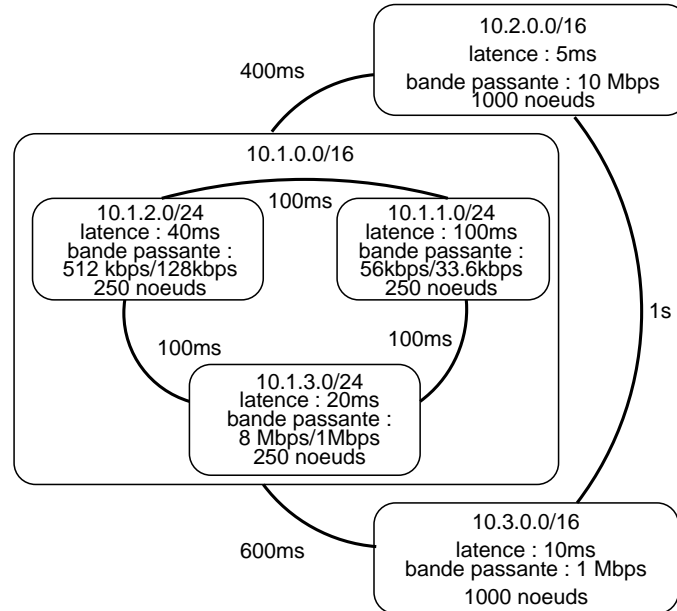 10.2.0.0/16
latence : 5ms
bande passante : 10 Mbps
1000 noeuds
400ms
10.1.0.0/16
100ms
10.1.2.0/24
latence : 40ms
bande passante :
512 kbps/128kbps
250 noeuds
10.1.1.0/24
latence : 100ms
bande passante :
56kbps/33.6kbps
250 noeuds
1s
100ms
100ms
10.1.3.0/24
latence : 20ms
bande passante :
8 Mbps/1Mbps
250 noeuds
600ms
10.3.0.0/16
latence : 10ms
bande passante : 1 Mbps
1000 noeuds